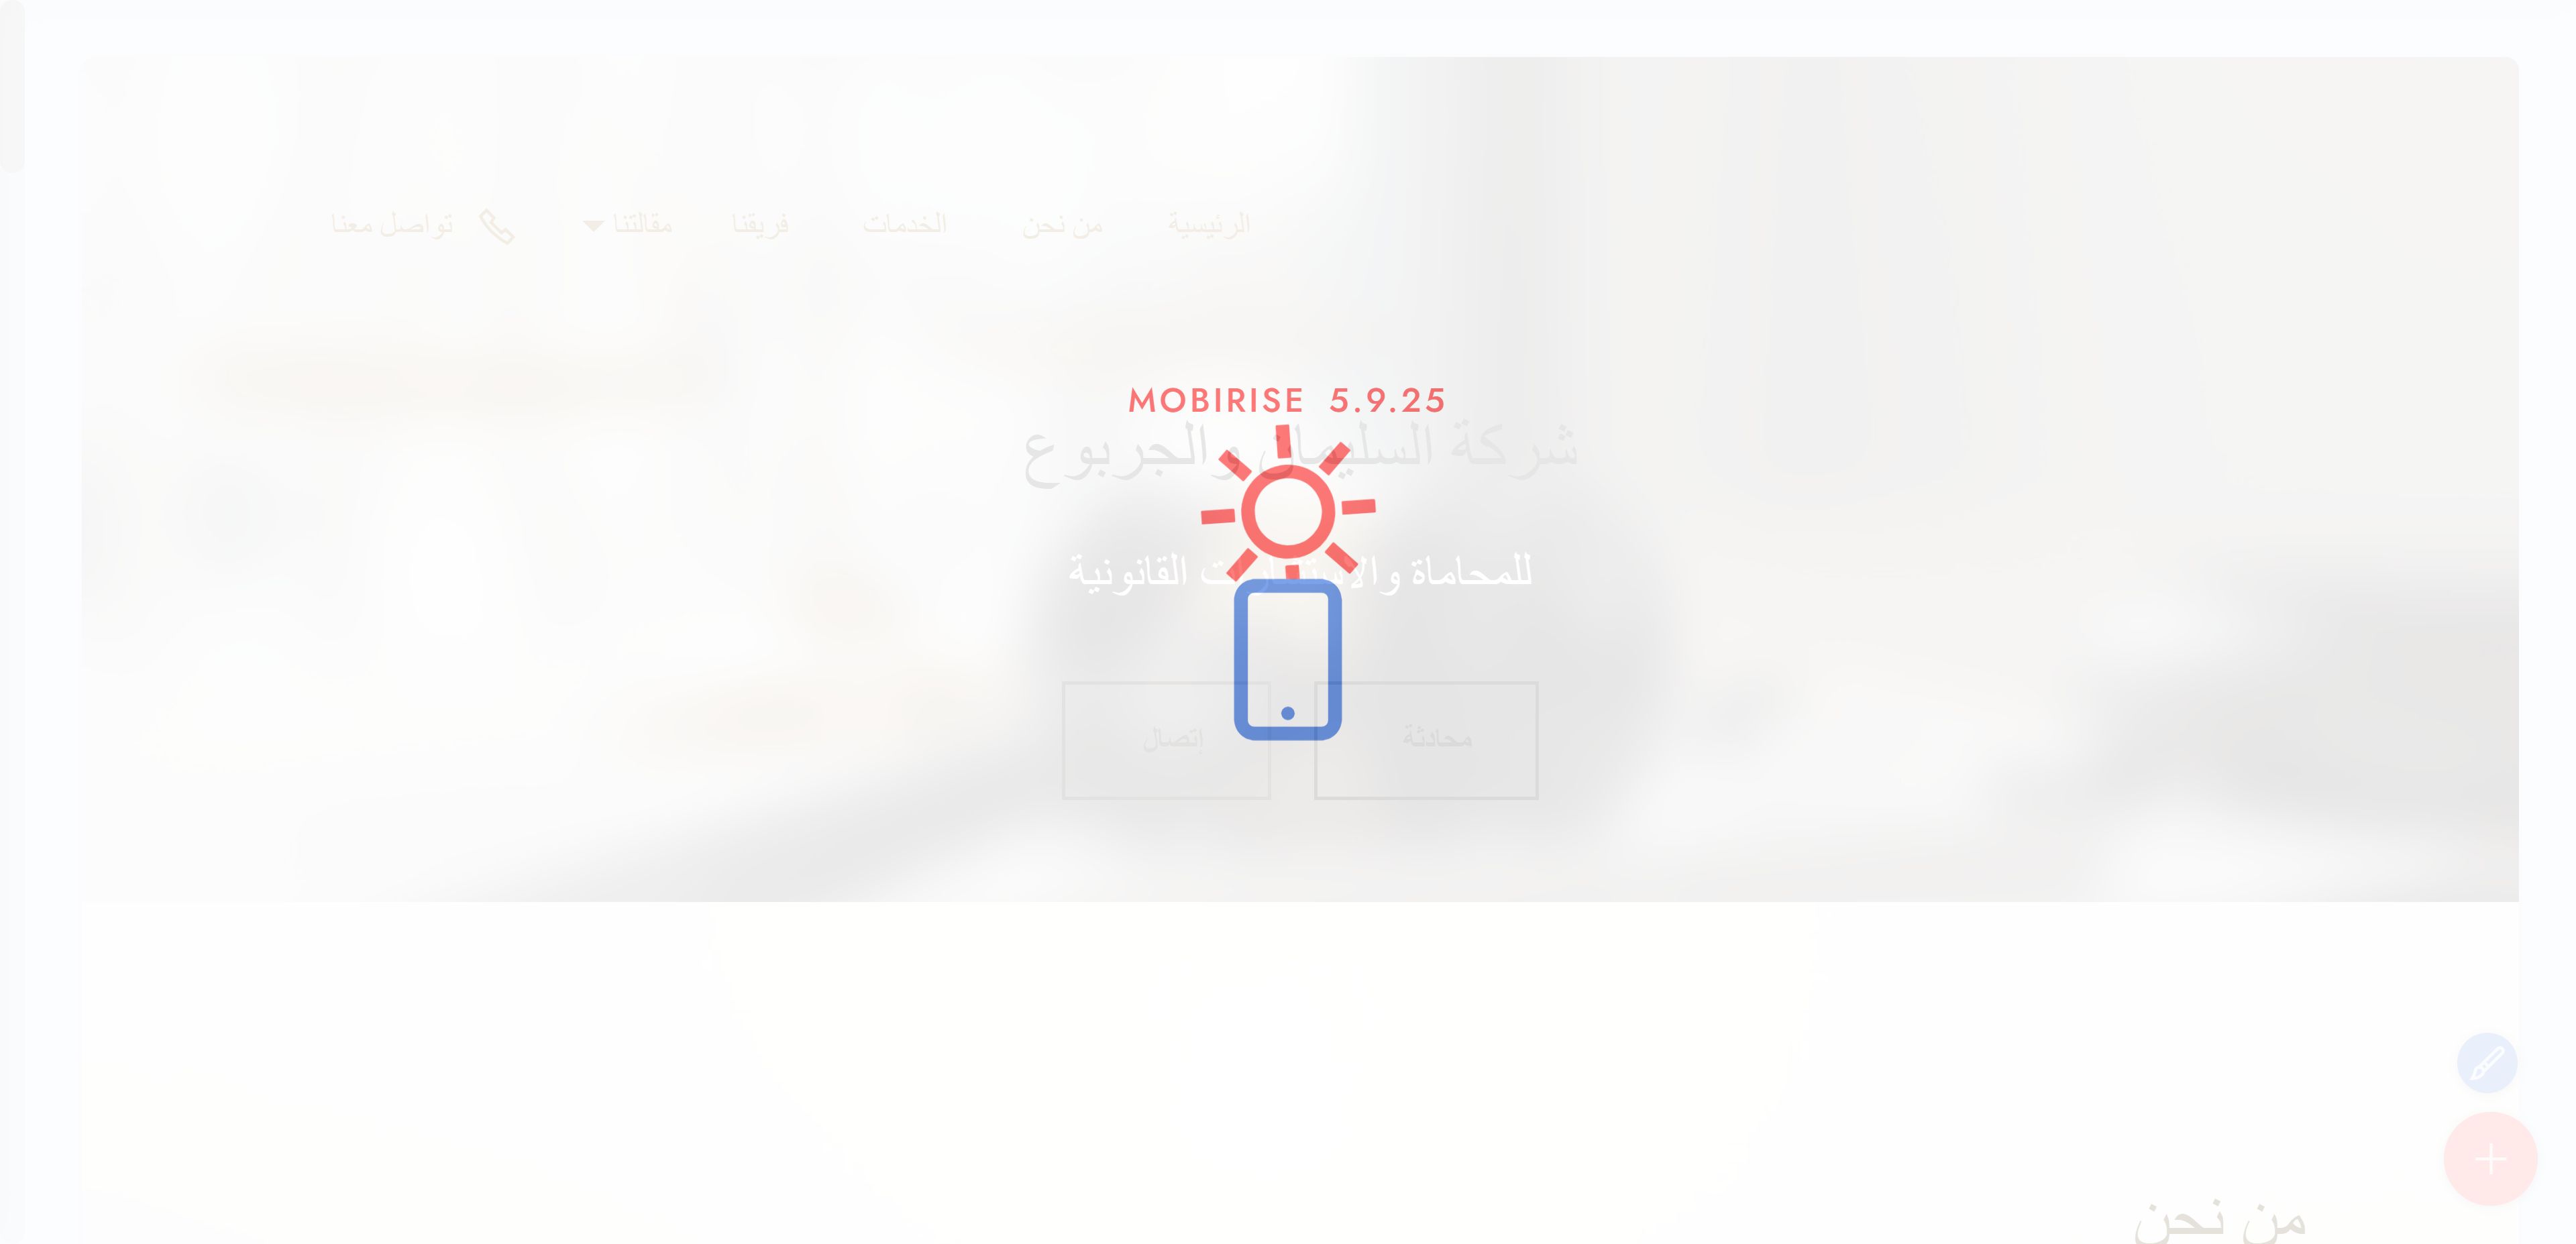 الرئيسية من نحن الخدمات فريقنا مقالتنا تواصل معنا
MOBIRISE 5.9.25
شركة السليمان والجربوع
للمحاماة والاستشارات القانونية
محادثة إتصال
من نحن